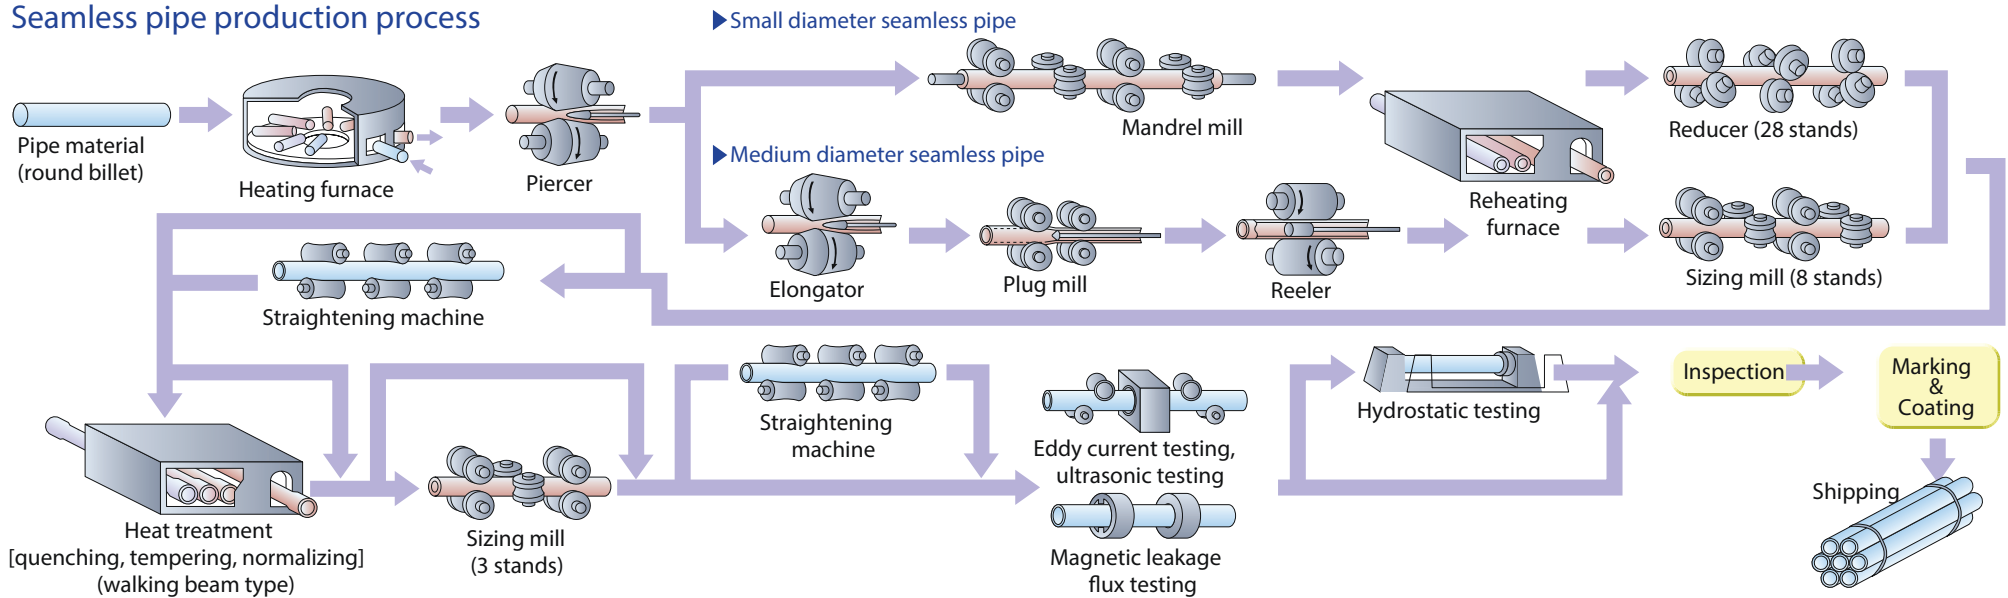 Seamless pipe production process
▶Small diameter seamless pipe
Pipe material
(round billet)
Heating furnace
Piercer
Mandrel mill
Reducer (28 stands)
▶Medium diameter seamless pipe
Elongator
Plug mill
Reeler
Reheating
furnace
Sizing mill (8 stands)
Straightening machine
Heat treatment
[quenching, tempering, normalizing]
(walking beam type)
Sizing mill
(3 stands)
Straightening
machine
Eddy current testing,
ultrasonic testing
Magnetic leakage
flux testing
Hydrostatic testing
Inspection
Marking
&
Coating
Shipping